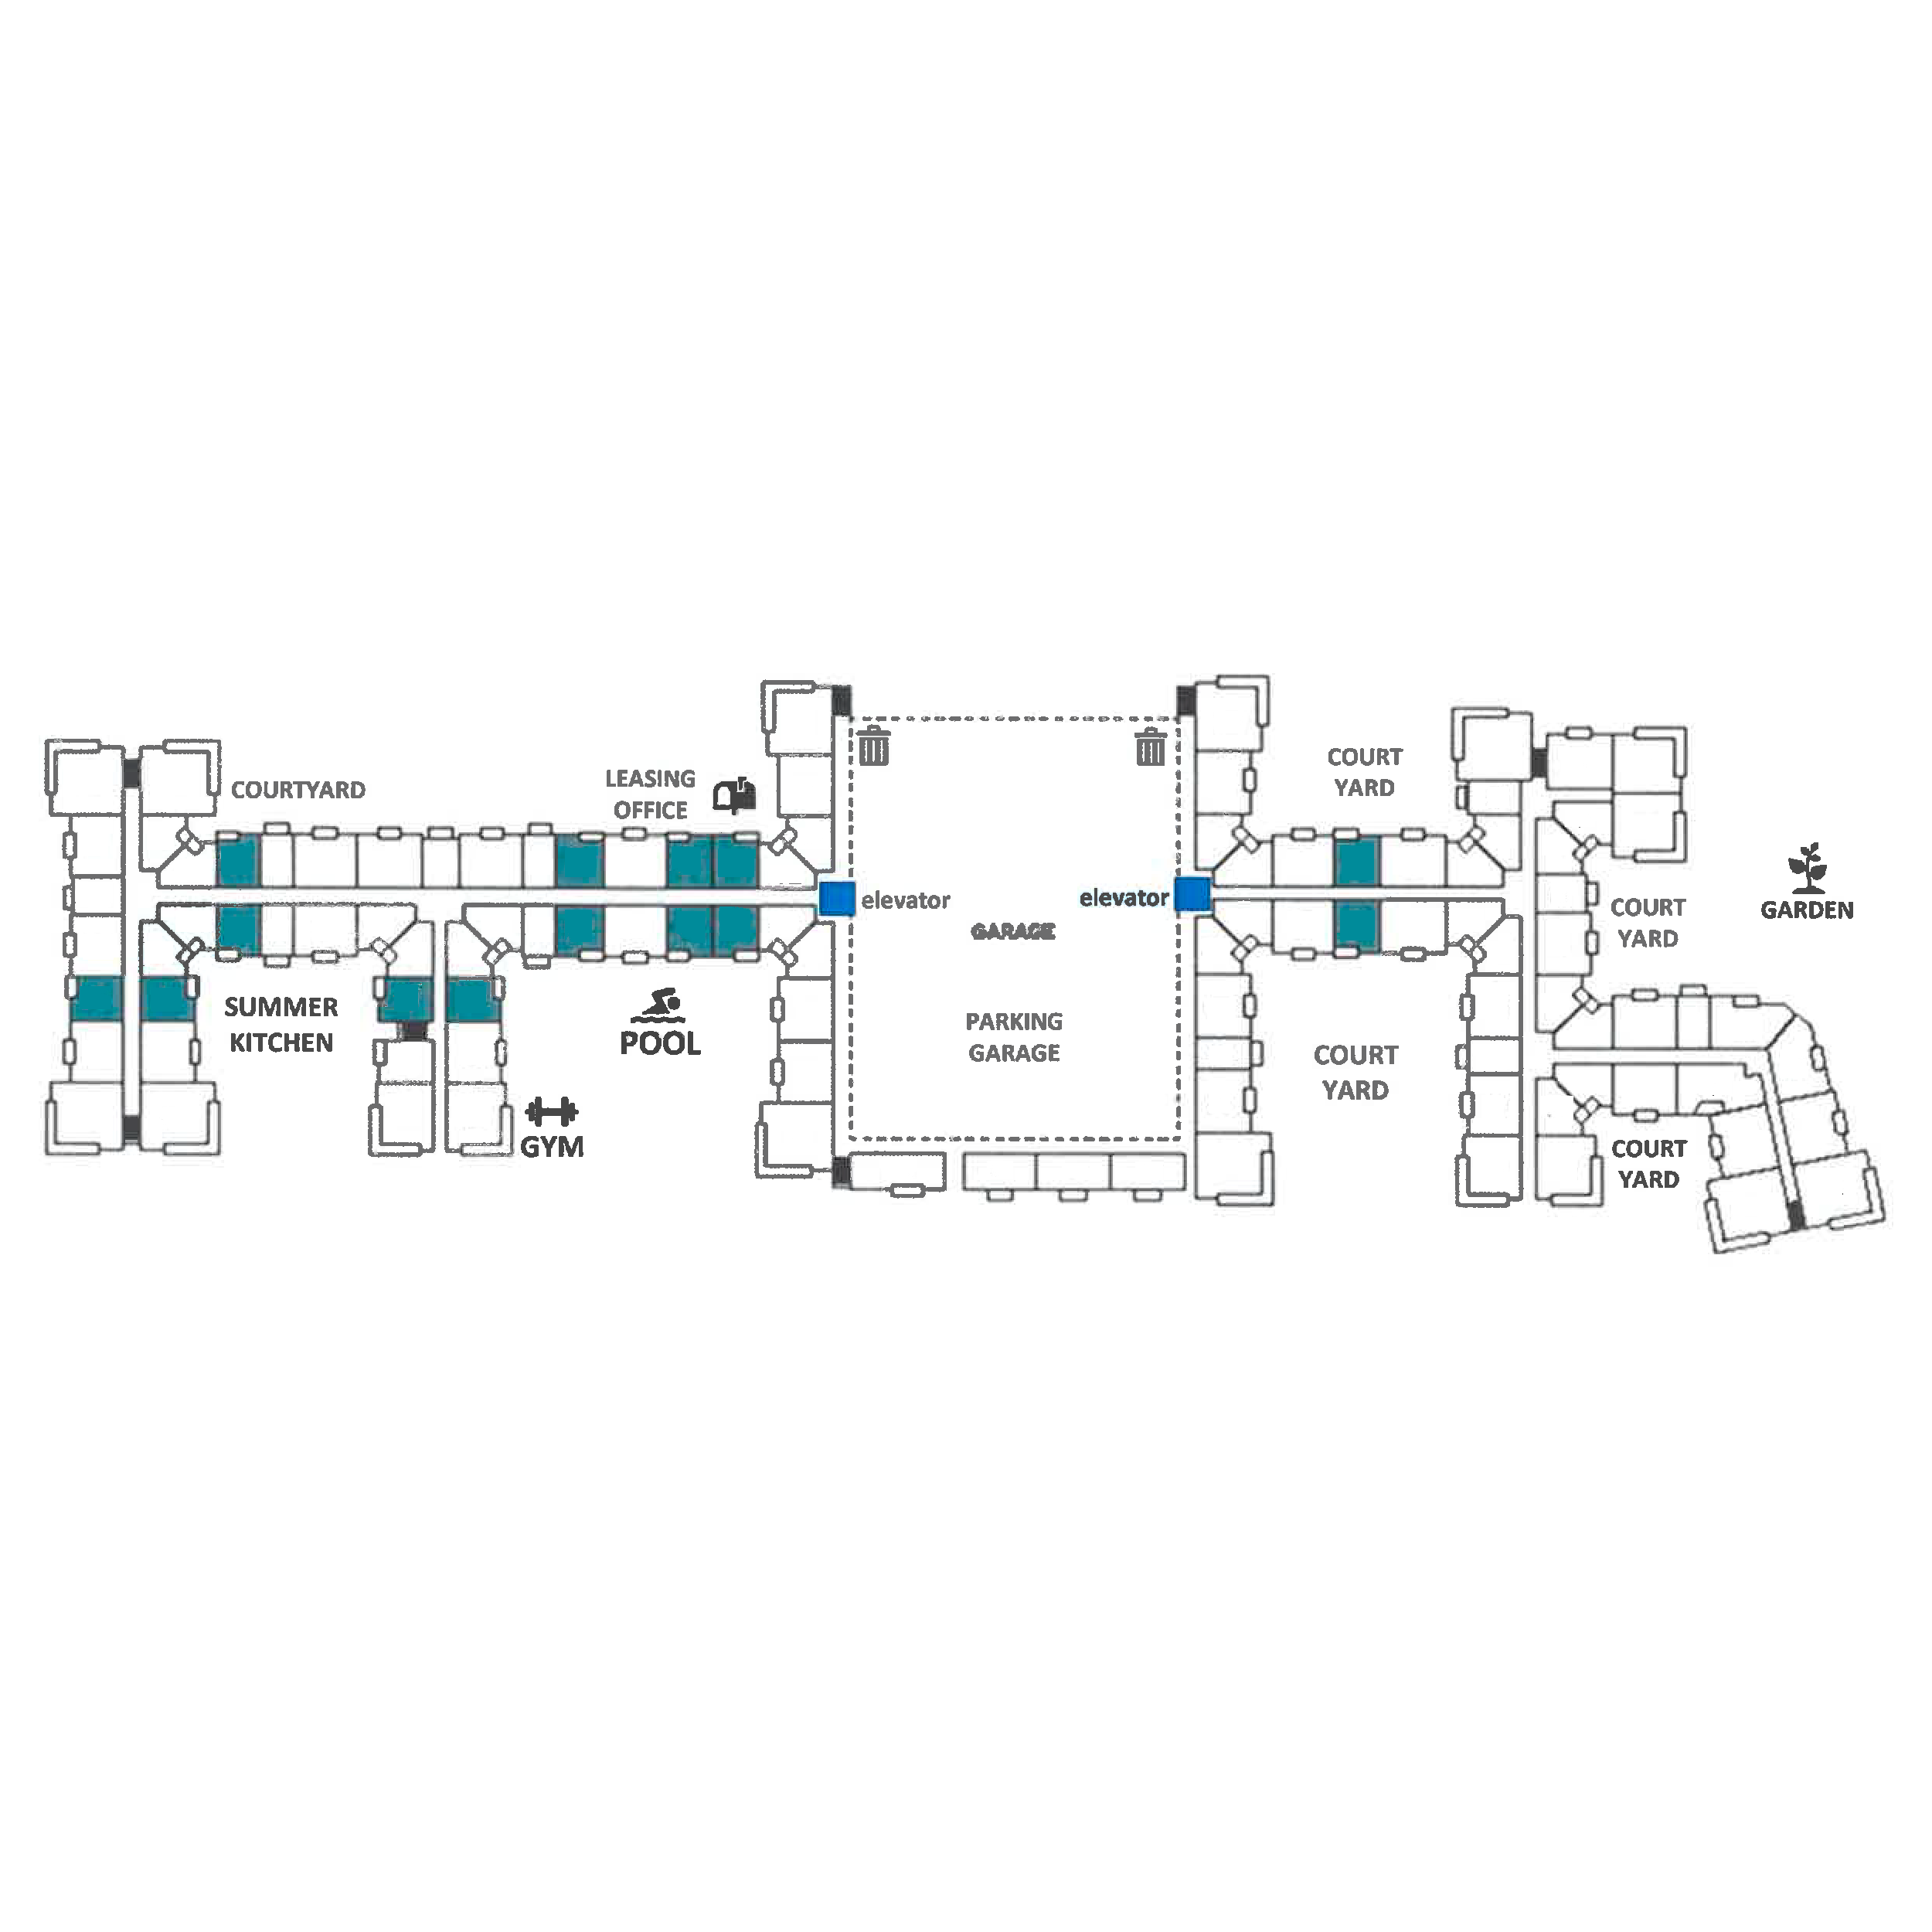 COURTYARD
LEASING
OFFICE
COURT
YARD
elevator
elevator
GARAGE
COURT
YARD
GARDEN
SUMMER
KITCHEN
POOL
PARKING
GARAGE
COURT
YARD
GYM
COURT
YARD